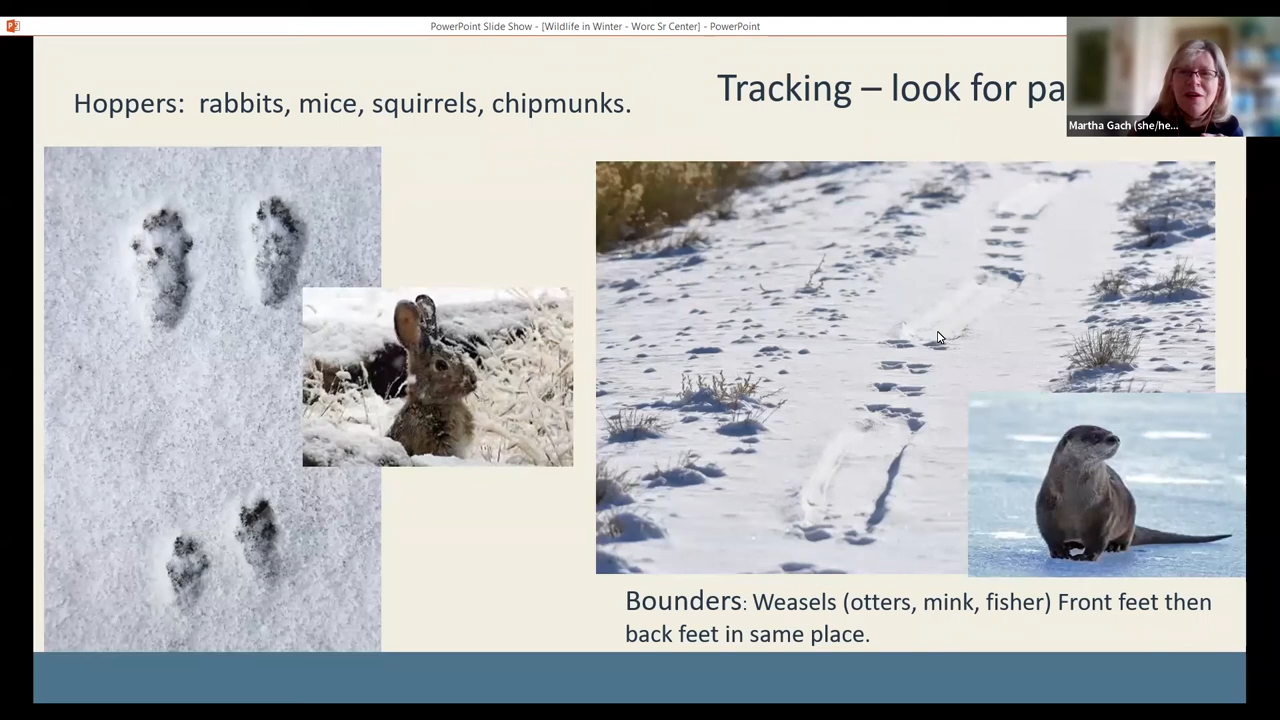 PowerPoint Slide Show - [Wildlife in Winter - Worc Sr Center] - PowerPoint
Tracking – look for pa
Martha Gach (she/he...
Hoppers: rabbits, mice, squirrels, chipmunks.
Bounders: Weasels (otters, mink, fisher) Front feet then
back feet in same place.